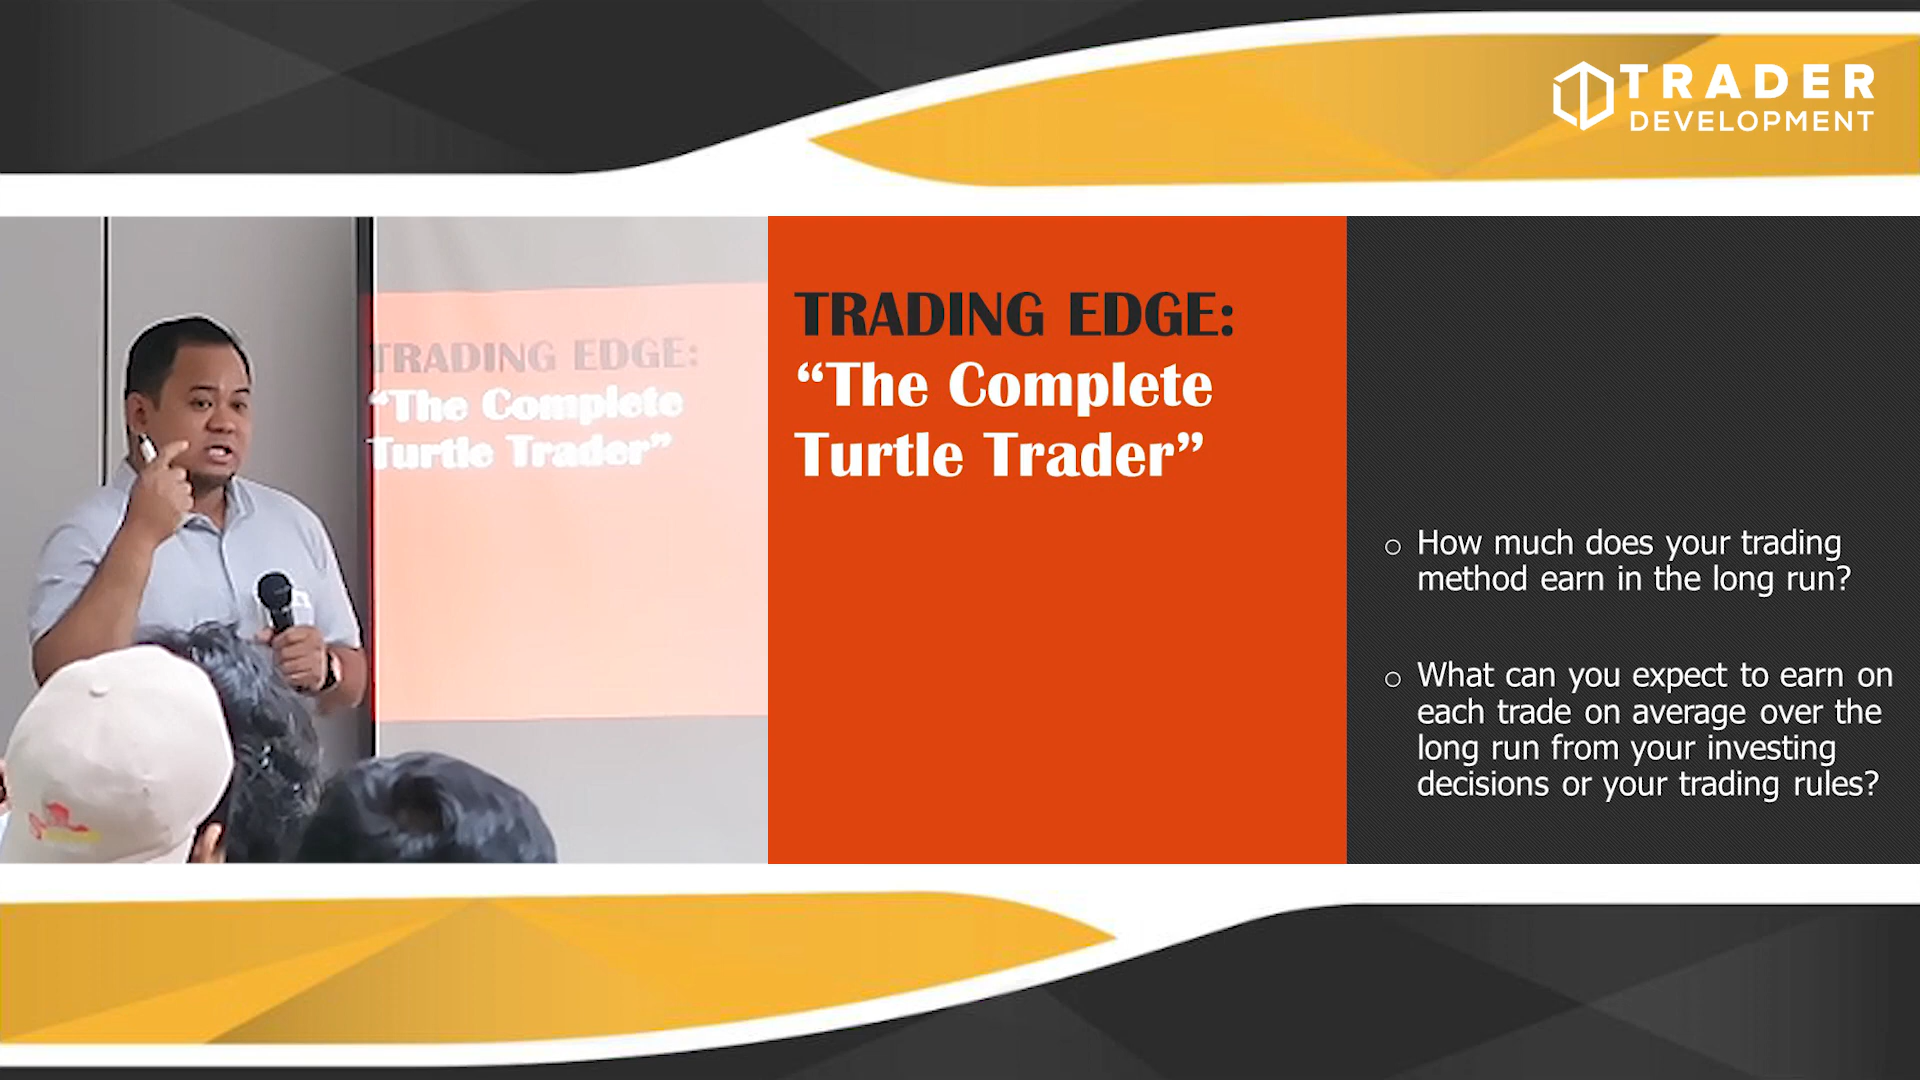 TRADER
DEVELOPMENT
TRADING EDGE:
“The Complete
Turtle Trader”
TRADING EDGE:
“The Complete
Turtle Trader”
○ How much does your trading
method earn in the long run?
○ What can you expect to earn on
each trade on average over the
long run from your investing
decisions or your trading rules?